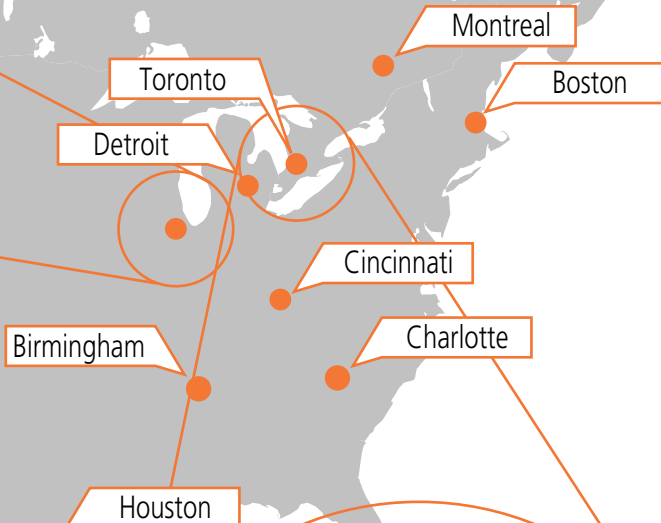 Montreal
Toronto
Boston
Detroit
Cincinnati
Birmingham
Charlotte
Houston